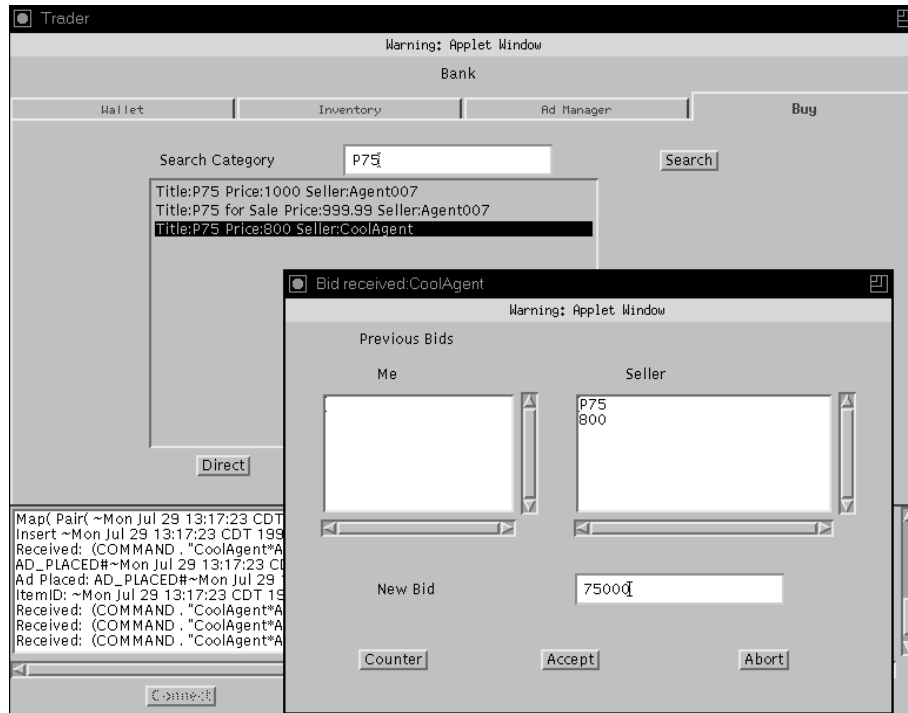 Trader
Warning: Applet Window
Bank
Wallet Inventory Ad Manager Buy
Search Category P75 Search
Title:P75 Price:1000 Seller:Agent007
Title:P75 for Sale Price:999.99 Seller:Agent007
Title:P75 Price:800 Seller:CoolAgent
Bid received:CoolAgent
Warning: Applet Window
Previous Bids
Me Seller
P75
800
Direct
Map( Pair( ~Mon Jul 29 13:17:23 CDT
Insert ~Mon Jul 29 13:17:23 CDT 199
Received: (COMMAND . "CoolAgent*A
AD_PLACED#~Mon Jul 29 13:17:23 CD
Ad Placed: AD_PLACED#~Mon Jul 29 1
ItemID: ~Mon Jul 29 13:17:23 CDT 19
Received: (COMMAND . "CoolAgent*A
Received: (COMMAND . "CoolAgent*A
Received: (COMMAND . "CoolAgent*A
New Bid 75000
Counter Accept Abort
Connect